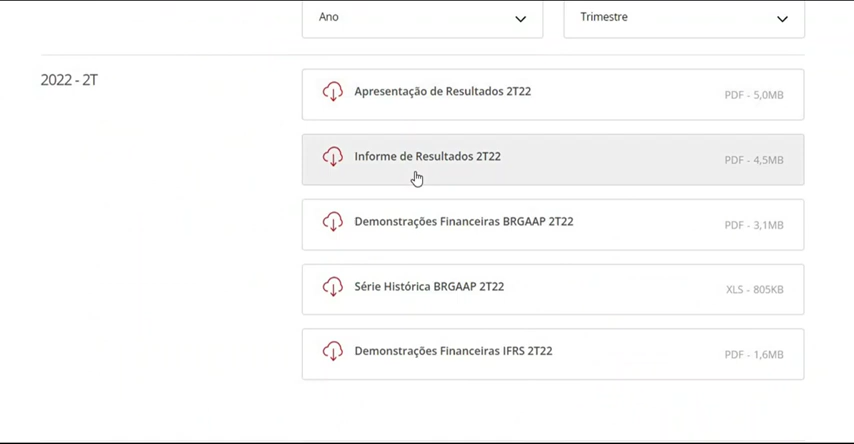 Ano
Trimestre
2022 - 2T
Apresentação de Resultados 2T22
PDF - 5,0MB
Informe de Resultados 2T22
PDF - 4,5MB
Demonstrações Financeiras BRGAAP 2T22
PDF - 3,1MB
Série Histórica BRGAAP 2T22
XLS - 805KB
Demonstrações Financeiras IFRS 2T22
PDF - 1,6MB